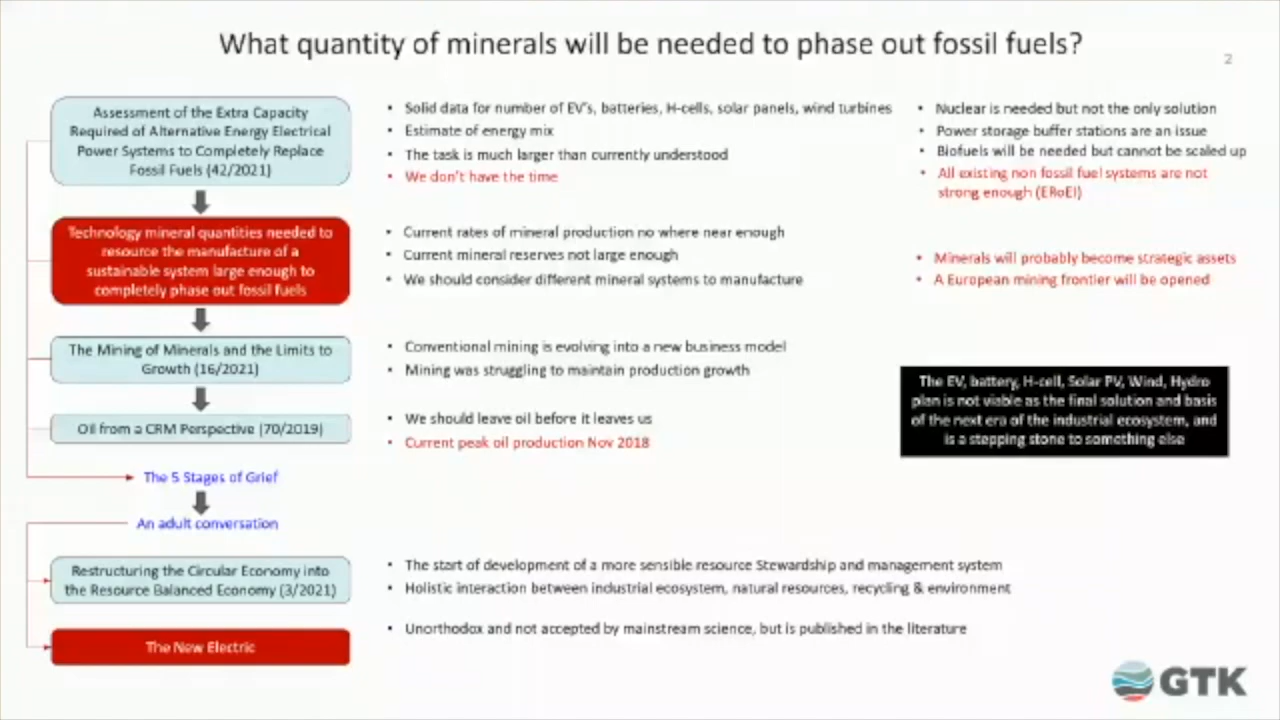 What quantity of minerals will be needed to phase out fossil fuels?
2
Assessment of the Extra Capacity
Required of Alternative Energy Electrical
Power Systems to Completely Replace
Fossil Fuels (42/2021)
• Solid data for number of EV's, batteries, H-cells, solar panels, wind turbines
• Estimate of energy mix
• The task is much larger than currently understood
• We don't have the time
• Nuclear is needed but not the only solution
• Power storage buffer stations are an issue
• Biofuels will be needed but cannot be scaled up
• All existing non fossil fuel systems are not
strong enough (ERoEI)
Technology mineral quantities needed to
resource the manufacture of a
sustainable system large enough to
completely phase out fossil fuels
• Current rates of mineral production no where near enough
• Current mineral reserves not large enough
• We should consider different mineral systems to manufacture
• Minerals will probably become strategic assets
• A European mining frontier will be opened
The Mining of Minerals and the Limits to
Growth (16/2021)
• Conventional mining is evolving into a new business model
• Mining was struggling to maintain production growth
Oil from a CRM Perspective (70/2019)
• We should leave oil before it leaves us
• Current peak oil production Nov 2018
The EV, battery, H-cell, Solar PV, Wind, Hydro
plan is not viable as the final solution and basis
of the next era of the industrial ecosystem, and
is a stepping stone to something else
The 5 Stages of Grief
An adult conversation
Restructuring the Circular Economy into
the Resource Balanced Economy (3/2021)
• The start of development of a more sensible resource Stewardship and management system
• Holistic interaction between industrial ecosystem, natural resources, recycling & environment
The New Electric
• Unorthodox and not accepted by mainstream science, but is published in the literature
GTK